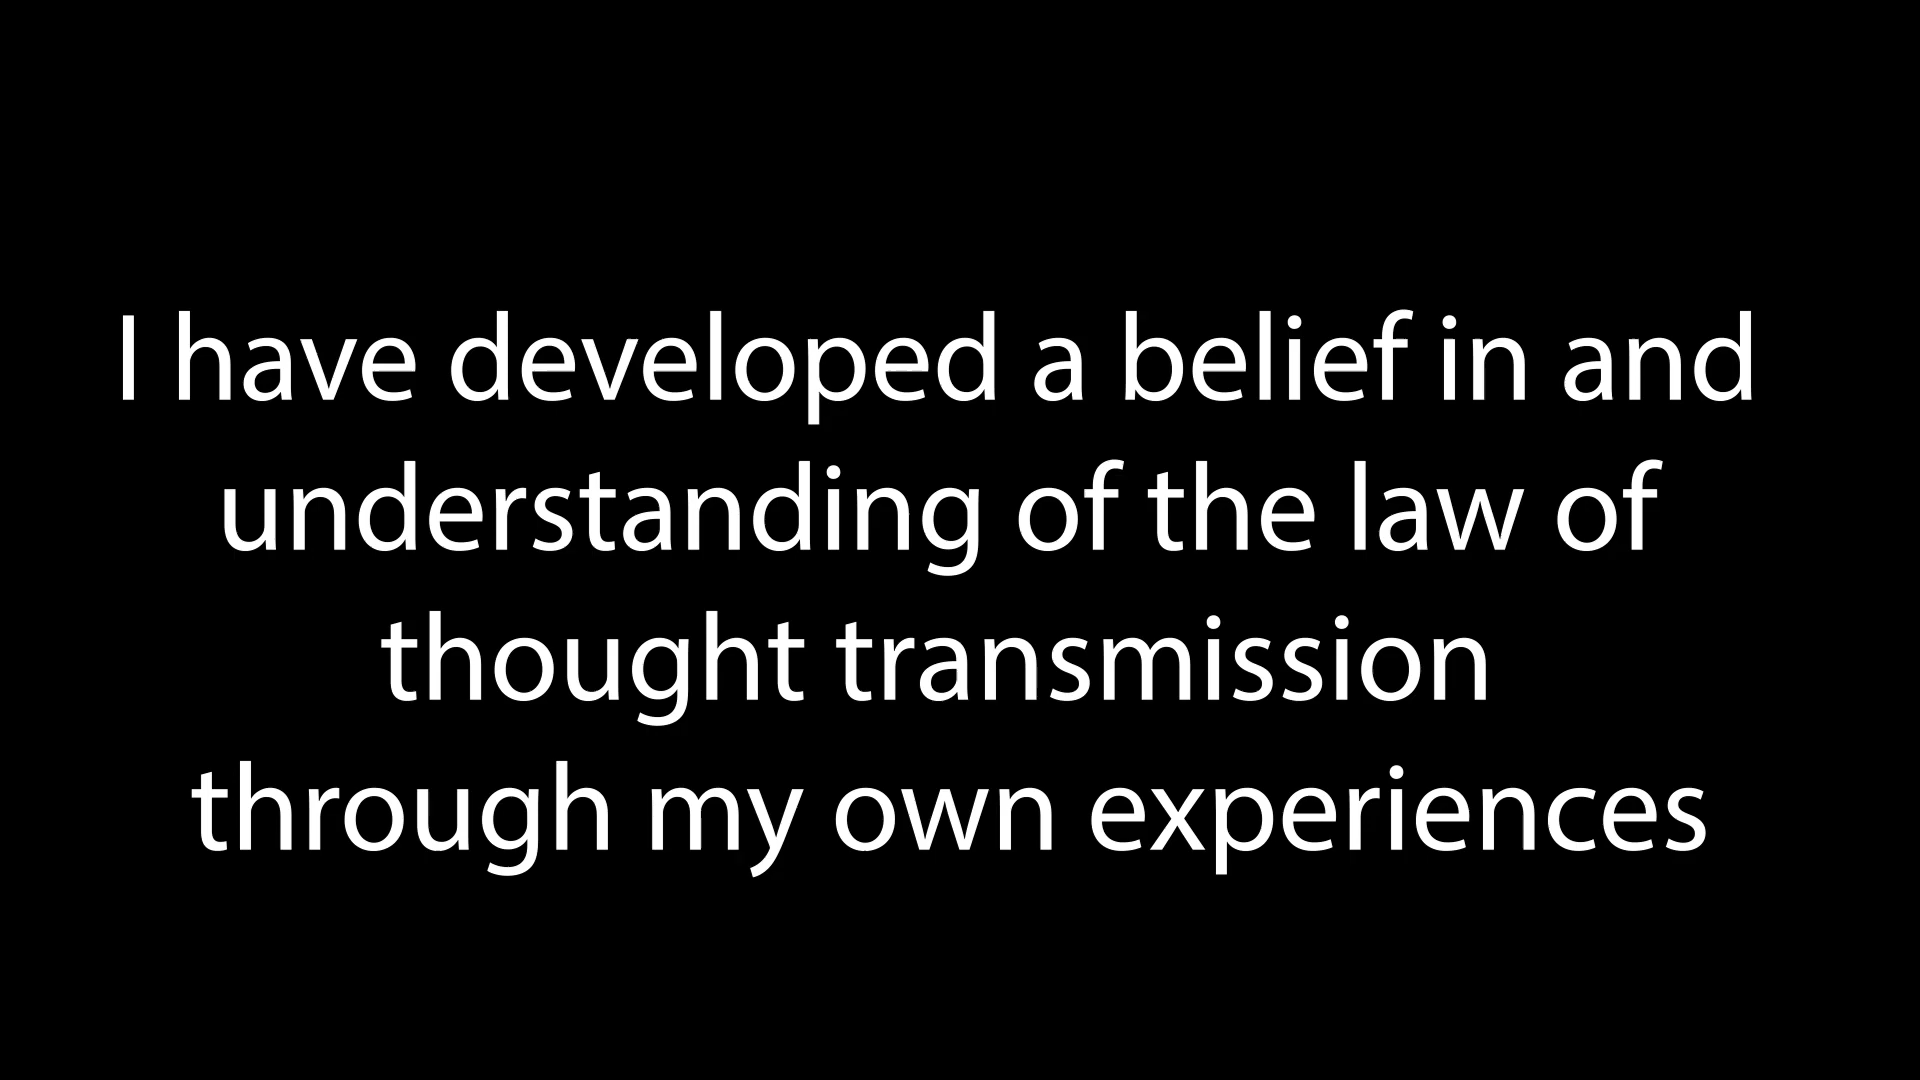 I have developed a belief in and
understanding of the law of
thought transmission
through my own experiences